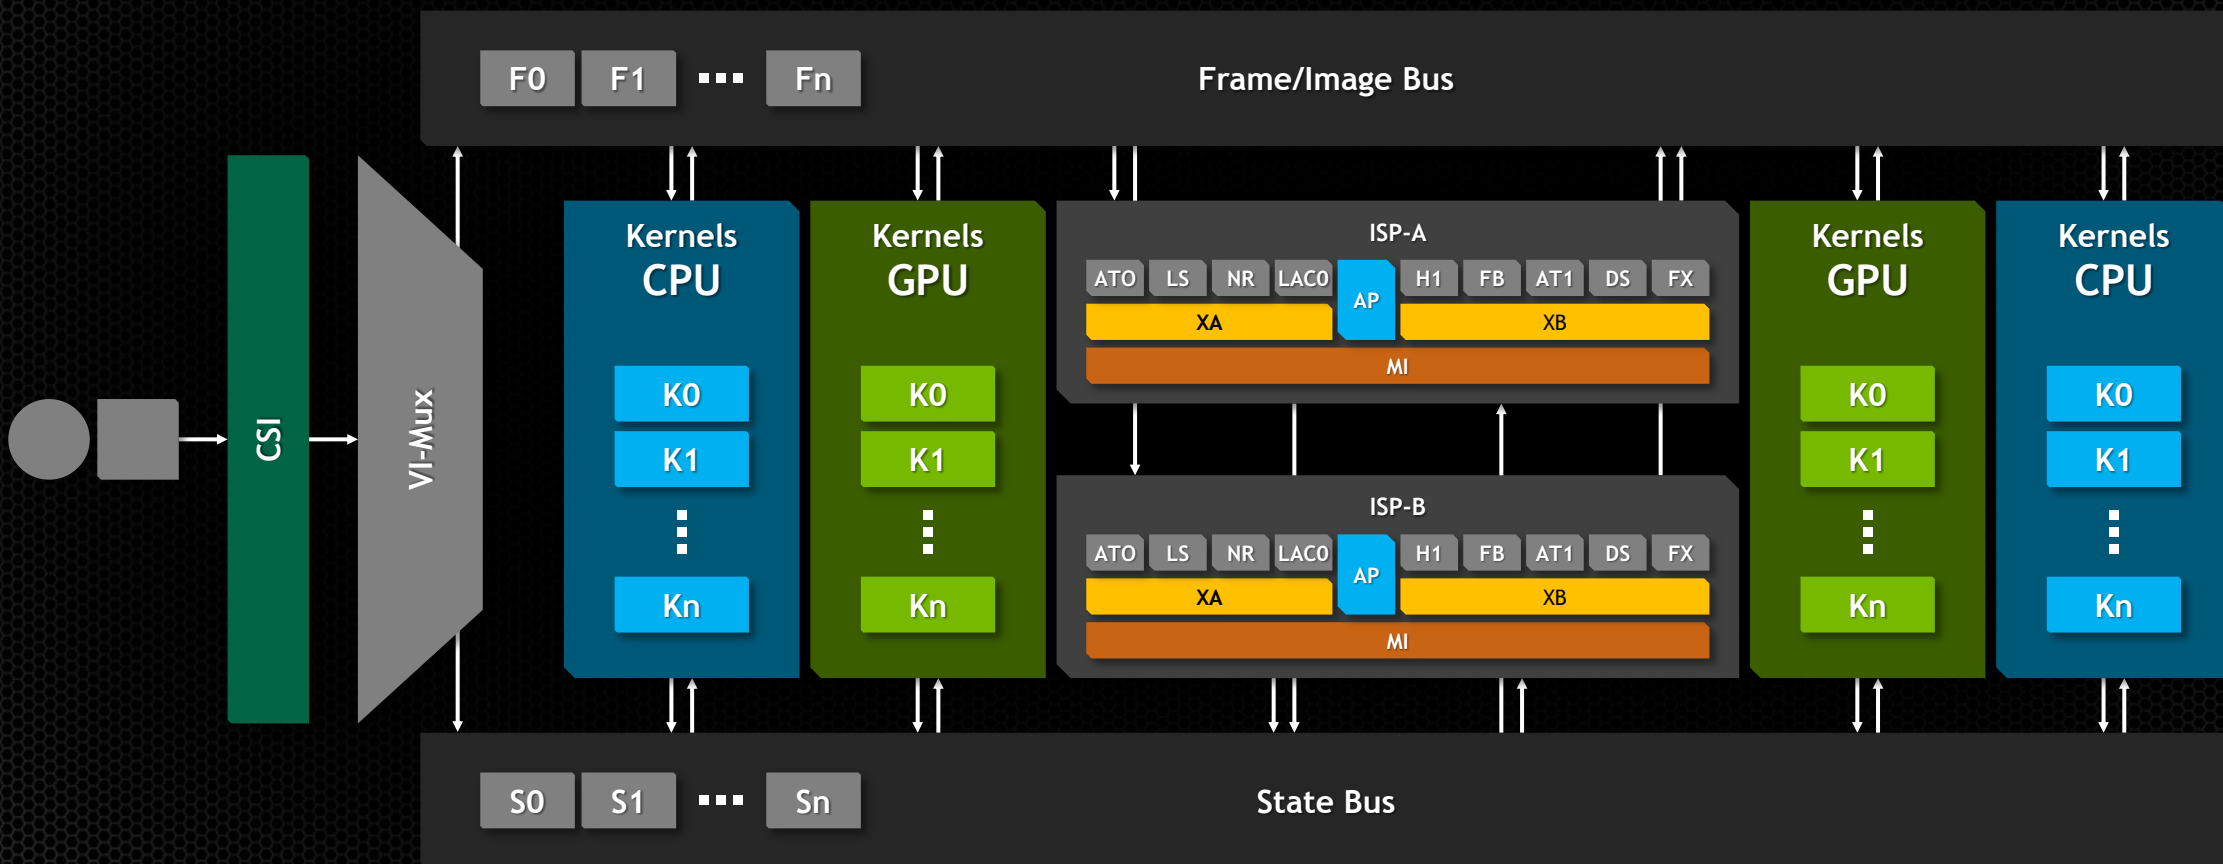 F0 F1 Fn Frame/Image Bus
CSI
VI-Mux
Kernels
CPU
K0
K1
Kn
Kernels
GPU
K0
K1
Kn
ISP-A
ATO LS NR LAC0 AP H1 FB AT1 DS FX
XA XB
MI
ISP-B
ATO LS NR LAC0 AP H1 FB AT1 DS FX
XA XB
MI
Kernels
GPU
K0
K1
Kn
Kernels
CPU
K0
K1
Kn
S0 S1 Sn State Bus